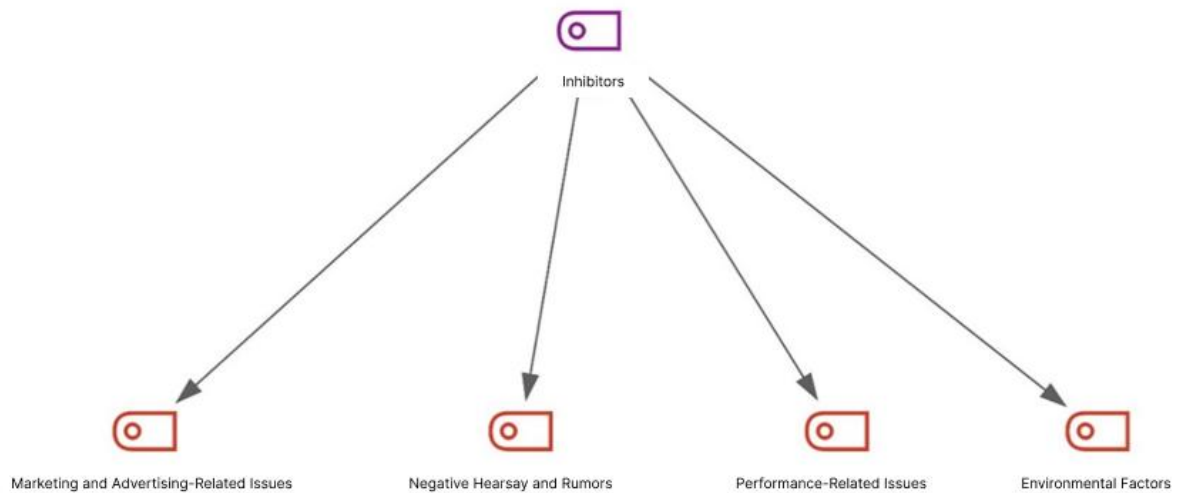 Inhibitors
Marketing and Advertising-Related Issues
Negative Hearsay and Rumors
Performance-Related Issues
Environmental Factors